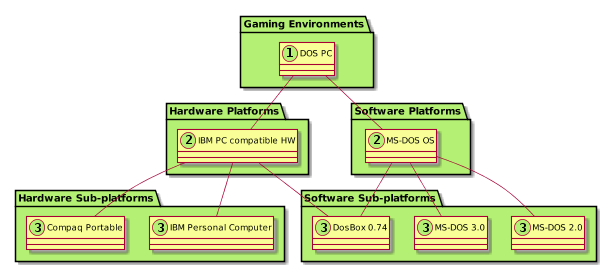 Gaming Environments
1 DOS PC
Hardware Platforms
Software Platforms
2 IBM PC compatible HW
2 MS-DOS OS
Hardware Sub-platforms
Software Sub-platforms
3 Compaq Portable
3 IBM Personal Computer
3 DosBox 0.74
3 MS-DOS 3.0
3 MS-DOS 2.0